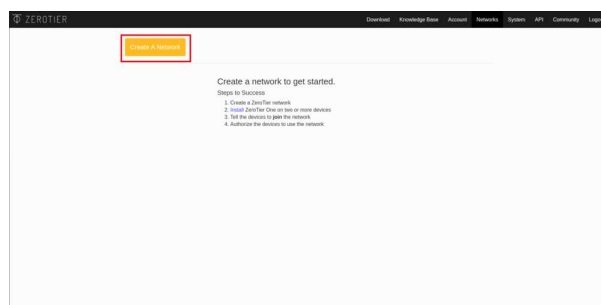 ZEROTIER
Download Knowledge Base Account Networks System API Community Logout
Create A Network
Create a network to get started.
Steps to Success
1. Create a ZeroTier network
2. Install ZeroTier One on two or more devices
3. Tell the devices to join the network
4. Authorize the devices to use the network